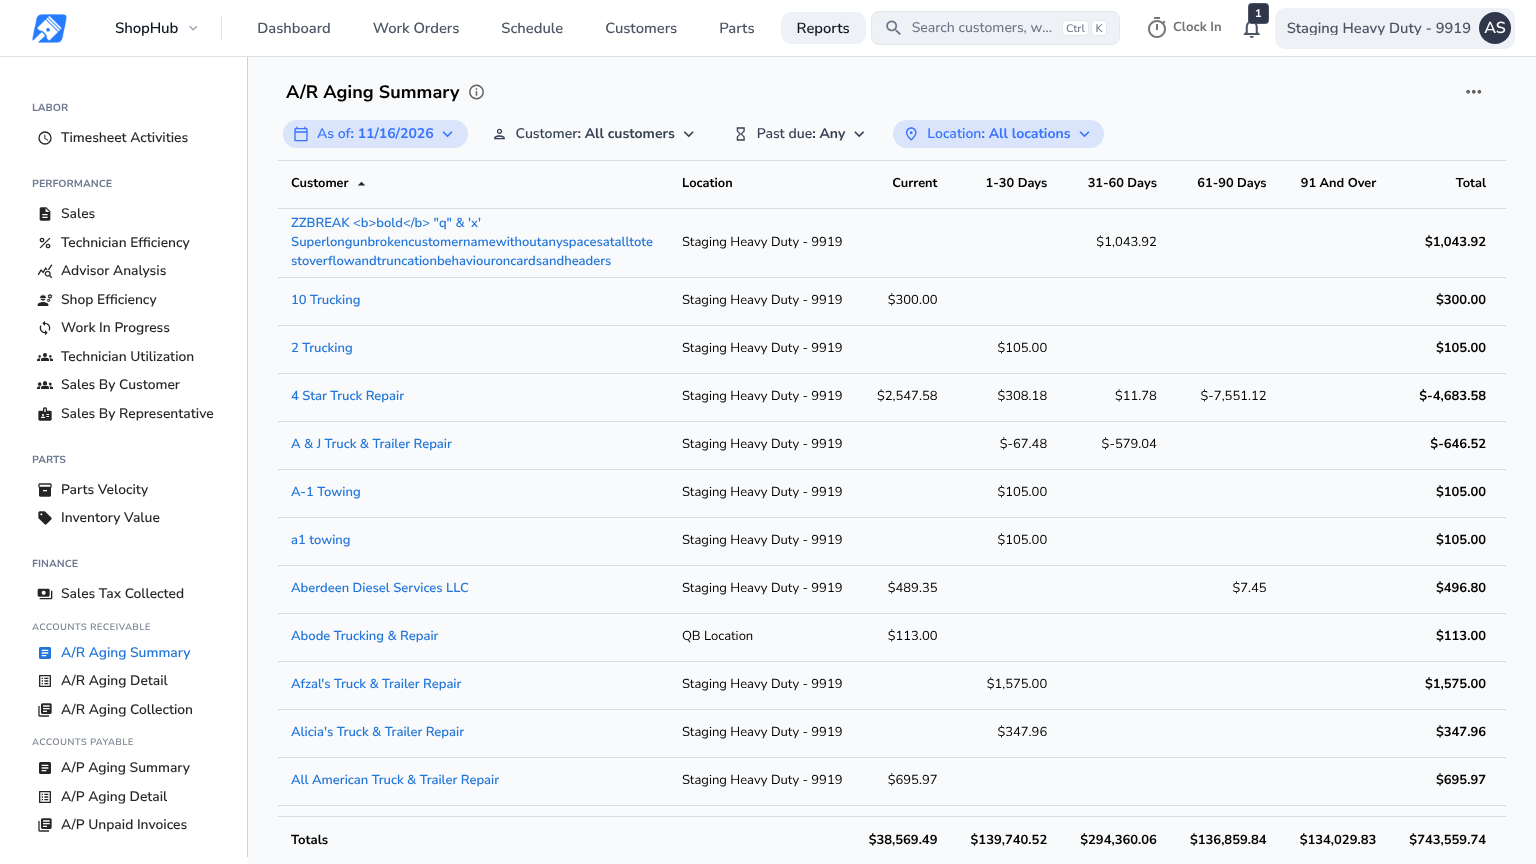 ShopHub
Dashboard
Work Orders
Schedule
Customers
Parts
Reports
Search customers, w...
Ctrl
K
Clock In
1
Staging Heavy Duty - 9919
AS
LABOR
Timesheet Activities
PERFORMANCE
Sales
Technician Efficiency
Advisor Analysis
Shop Efficiency
Work In Progress
Technician Utilization
Sales By Customer
Sales By Representative
PARTS
Parts Velocity
Inventory Value
FINANCE
Sales Tax Collected
ACCOUNTS RECEIVABLE
A/R Aging Summary
A/R Aging Detail
A/R Aging Collection
ACCOUNTS PAYABLE
A/P Aging Summary
A/P Aging Detail
A/P Unpaid Invoices
A/R Aging Summary
As of: 11/16/2026
Customer: All customers
Past due: Any
Location: All locations
Customer Location Current 1-30 Days 31-60 Days 61-90 Days 91 And Over Total
ZZBREAK <b>bold</b> "q" & 'x'
Superlongunbrokencustomernamewithoutanyspacesatalltote
stoverflowandtruncationbehaviouroncardsandheaders
Staging Heavy Duty - 9919 $1,043.92 $1,043.92
10 Trucking Staging Heavy Duty - 9919 $300.00 $300.00
2 Trucking Staging Heavy Duty - 9919 $105.00 $105.00
4 Star Truck Repair Staging Heavy Duty - 9919 $2,547.58 $308.18 $11.78 $-7,551.12 $-4,683.58
A & J Truck & Trailer Repair Staging Heavy Duty - 9919 $-67.48 $-579.04 $-646.52
A-1 Towing Staging Heavy Duty - 9919 $105.00 $105.00
a1 towing Staging Heavy Duty - 9919 $105.00 $105.00
Aberdeen Diesel Services LLC Staging Heavy Duty - 9919 $489.35 $7.45 $496.80
Abode Trucking & Repair QB Location $113.00 $113.00
Afzal's Truck & Trailer Repair Staging Heavy Duty - 9919 $1,575.00 $1,575.00
Alicia's Truck & Trailer Repair Staging Heavy Duty - 9919 $347.96 $347.96
All American Truck & Trailer Repair Staging Heavy Duty - 9919 $695.97 $695.97
Totals $38,569.49 $139,740.52 $294,360.06 $136,859.84 $134,029.83 $743,559.74